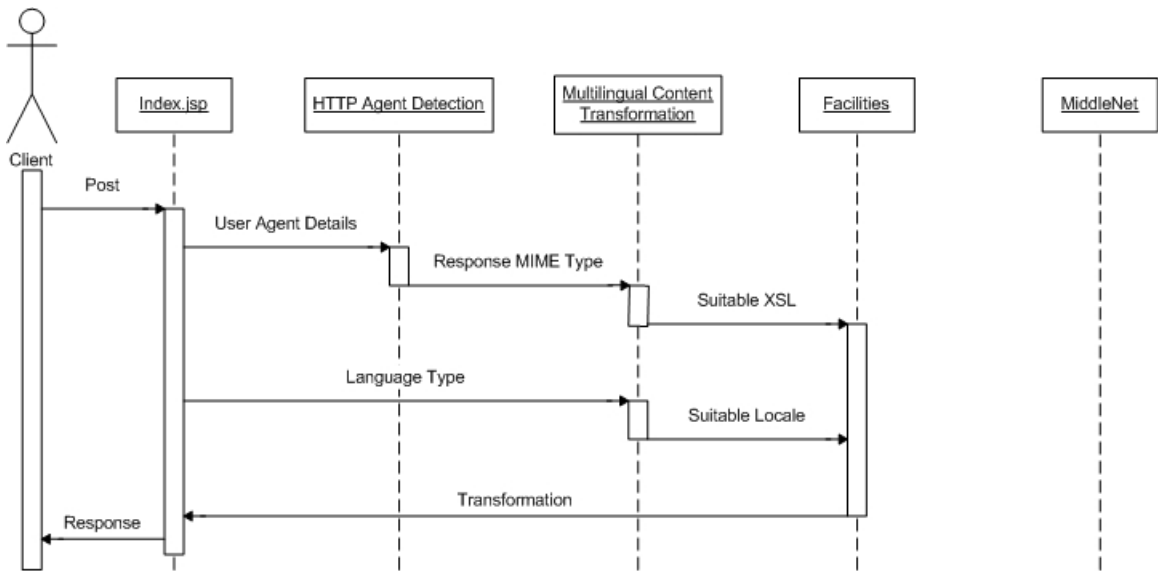 Index.jsp
HTTP Agent Detection
Multilingual Content
Transformation
Facilities
MiddleNet
Client
Post
User Agent Details
Response MIME Type
Suitable XSL
Language Type
Suitable Locale
Transformation
Response